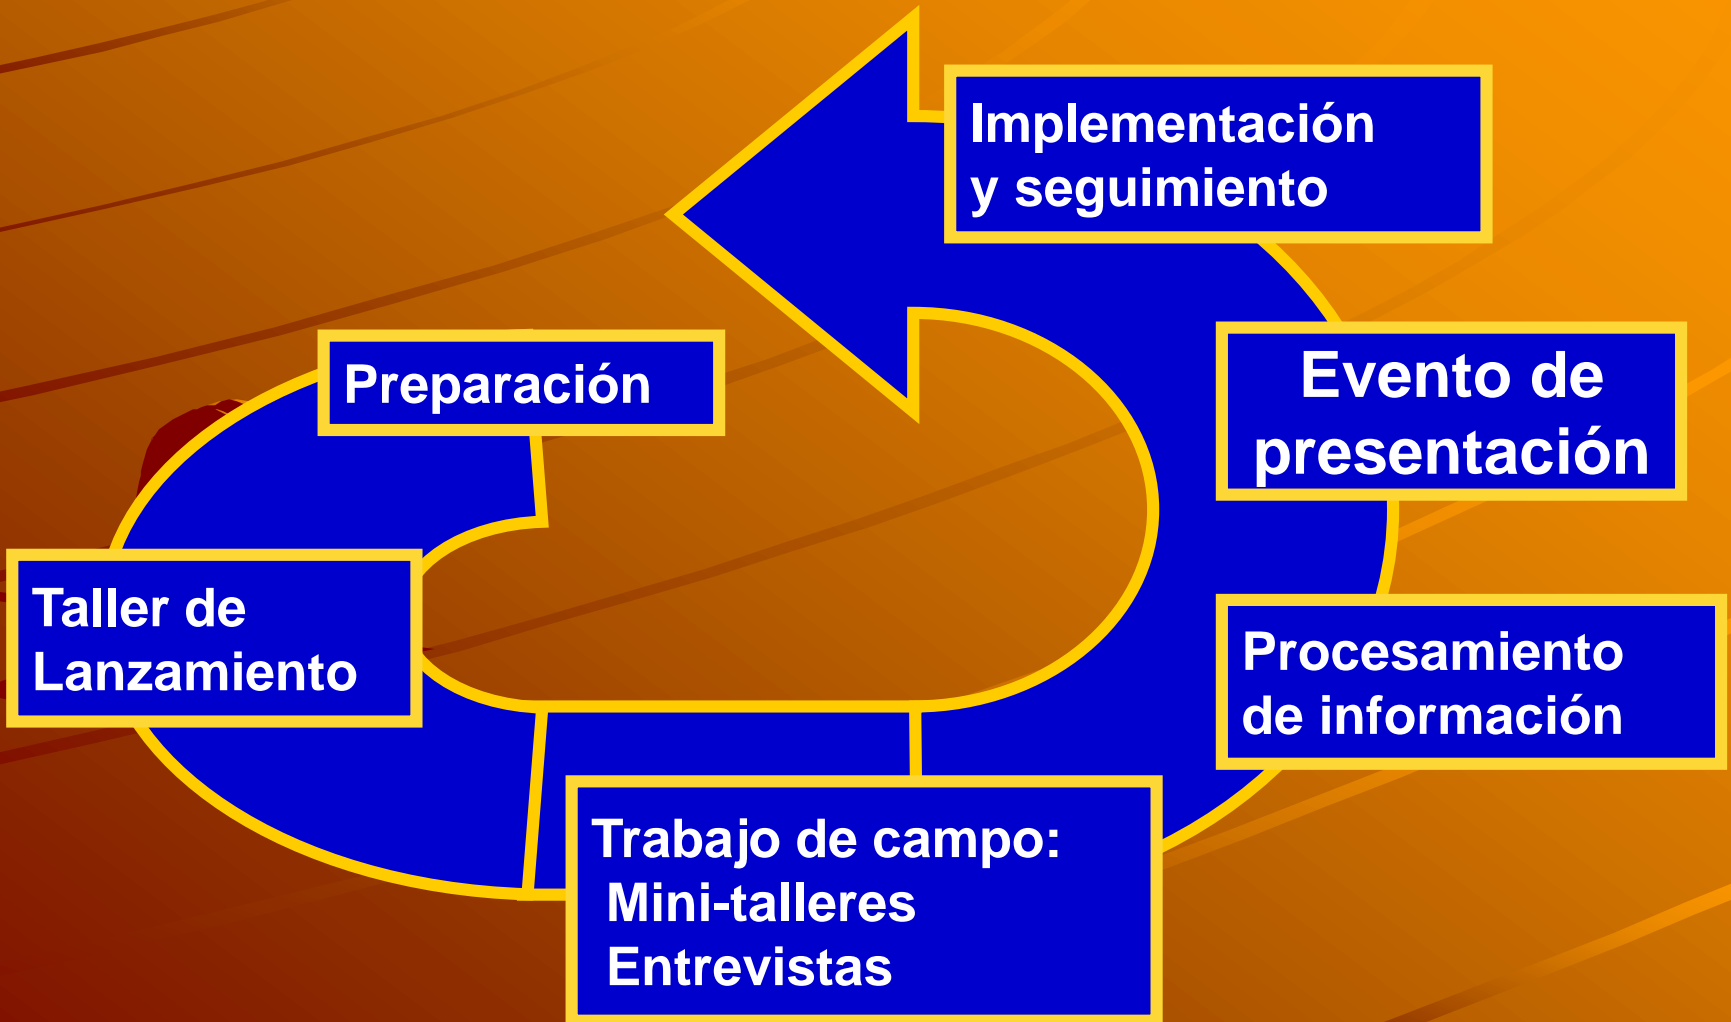 Implementación
y seguimiento
Preparación
Evento de
presentación
Taller de
Lanzamiento
Procesamiento
de información
Trabajo de campo:
Mini-talleres
Entrevistas